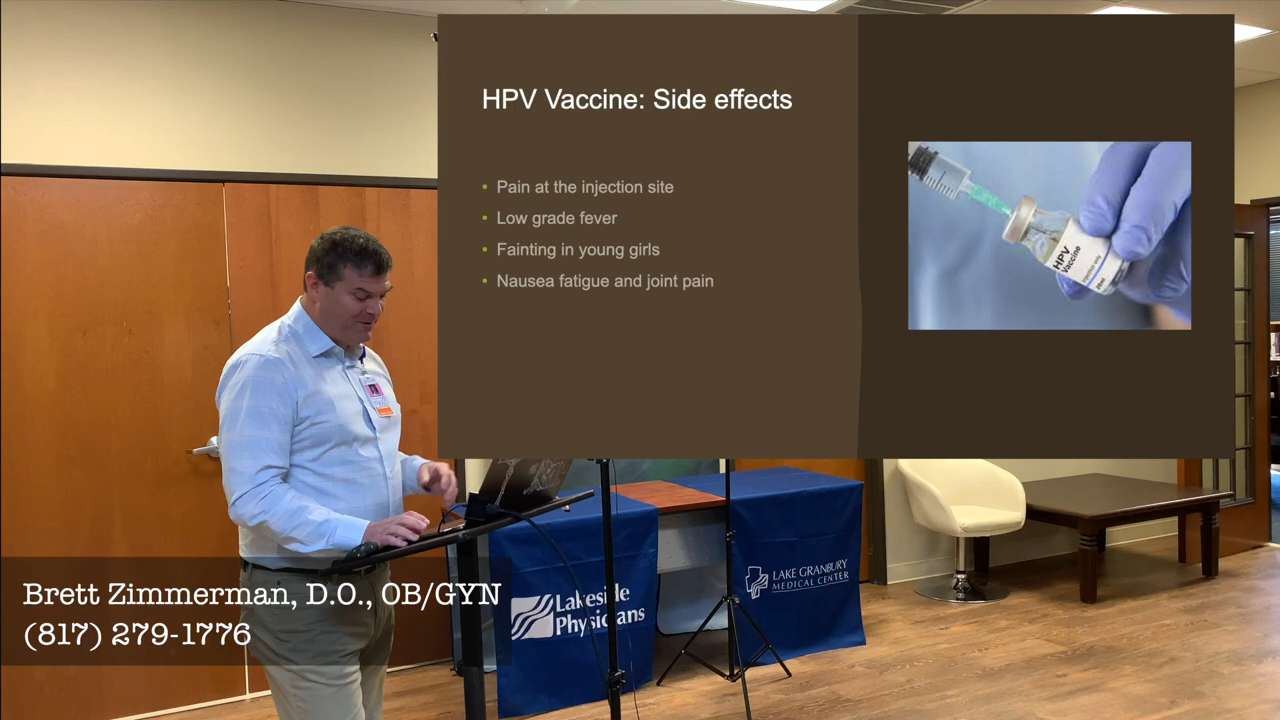 HPV Vaccine: Side effects
• Pain at the injection site
• Low grade fever
• Fainting in young girls
• Nausea fatigue and joint pain
HPV
Vaccine
Brett Zimmerman, D.O., OB/GYN
(817) 279-1776
Lakeside
Physicians
LAKE GRANBURY
MEDICAL CENTER